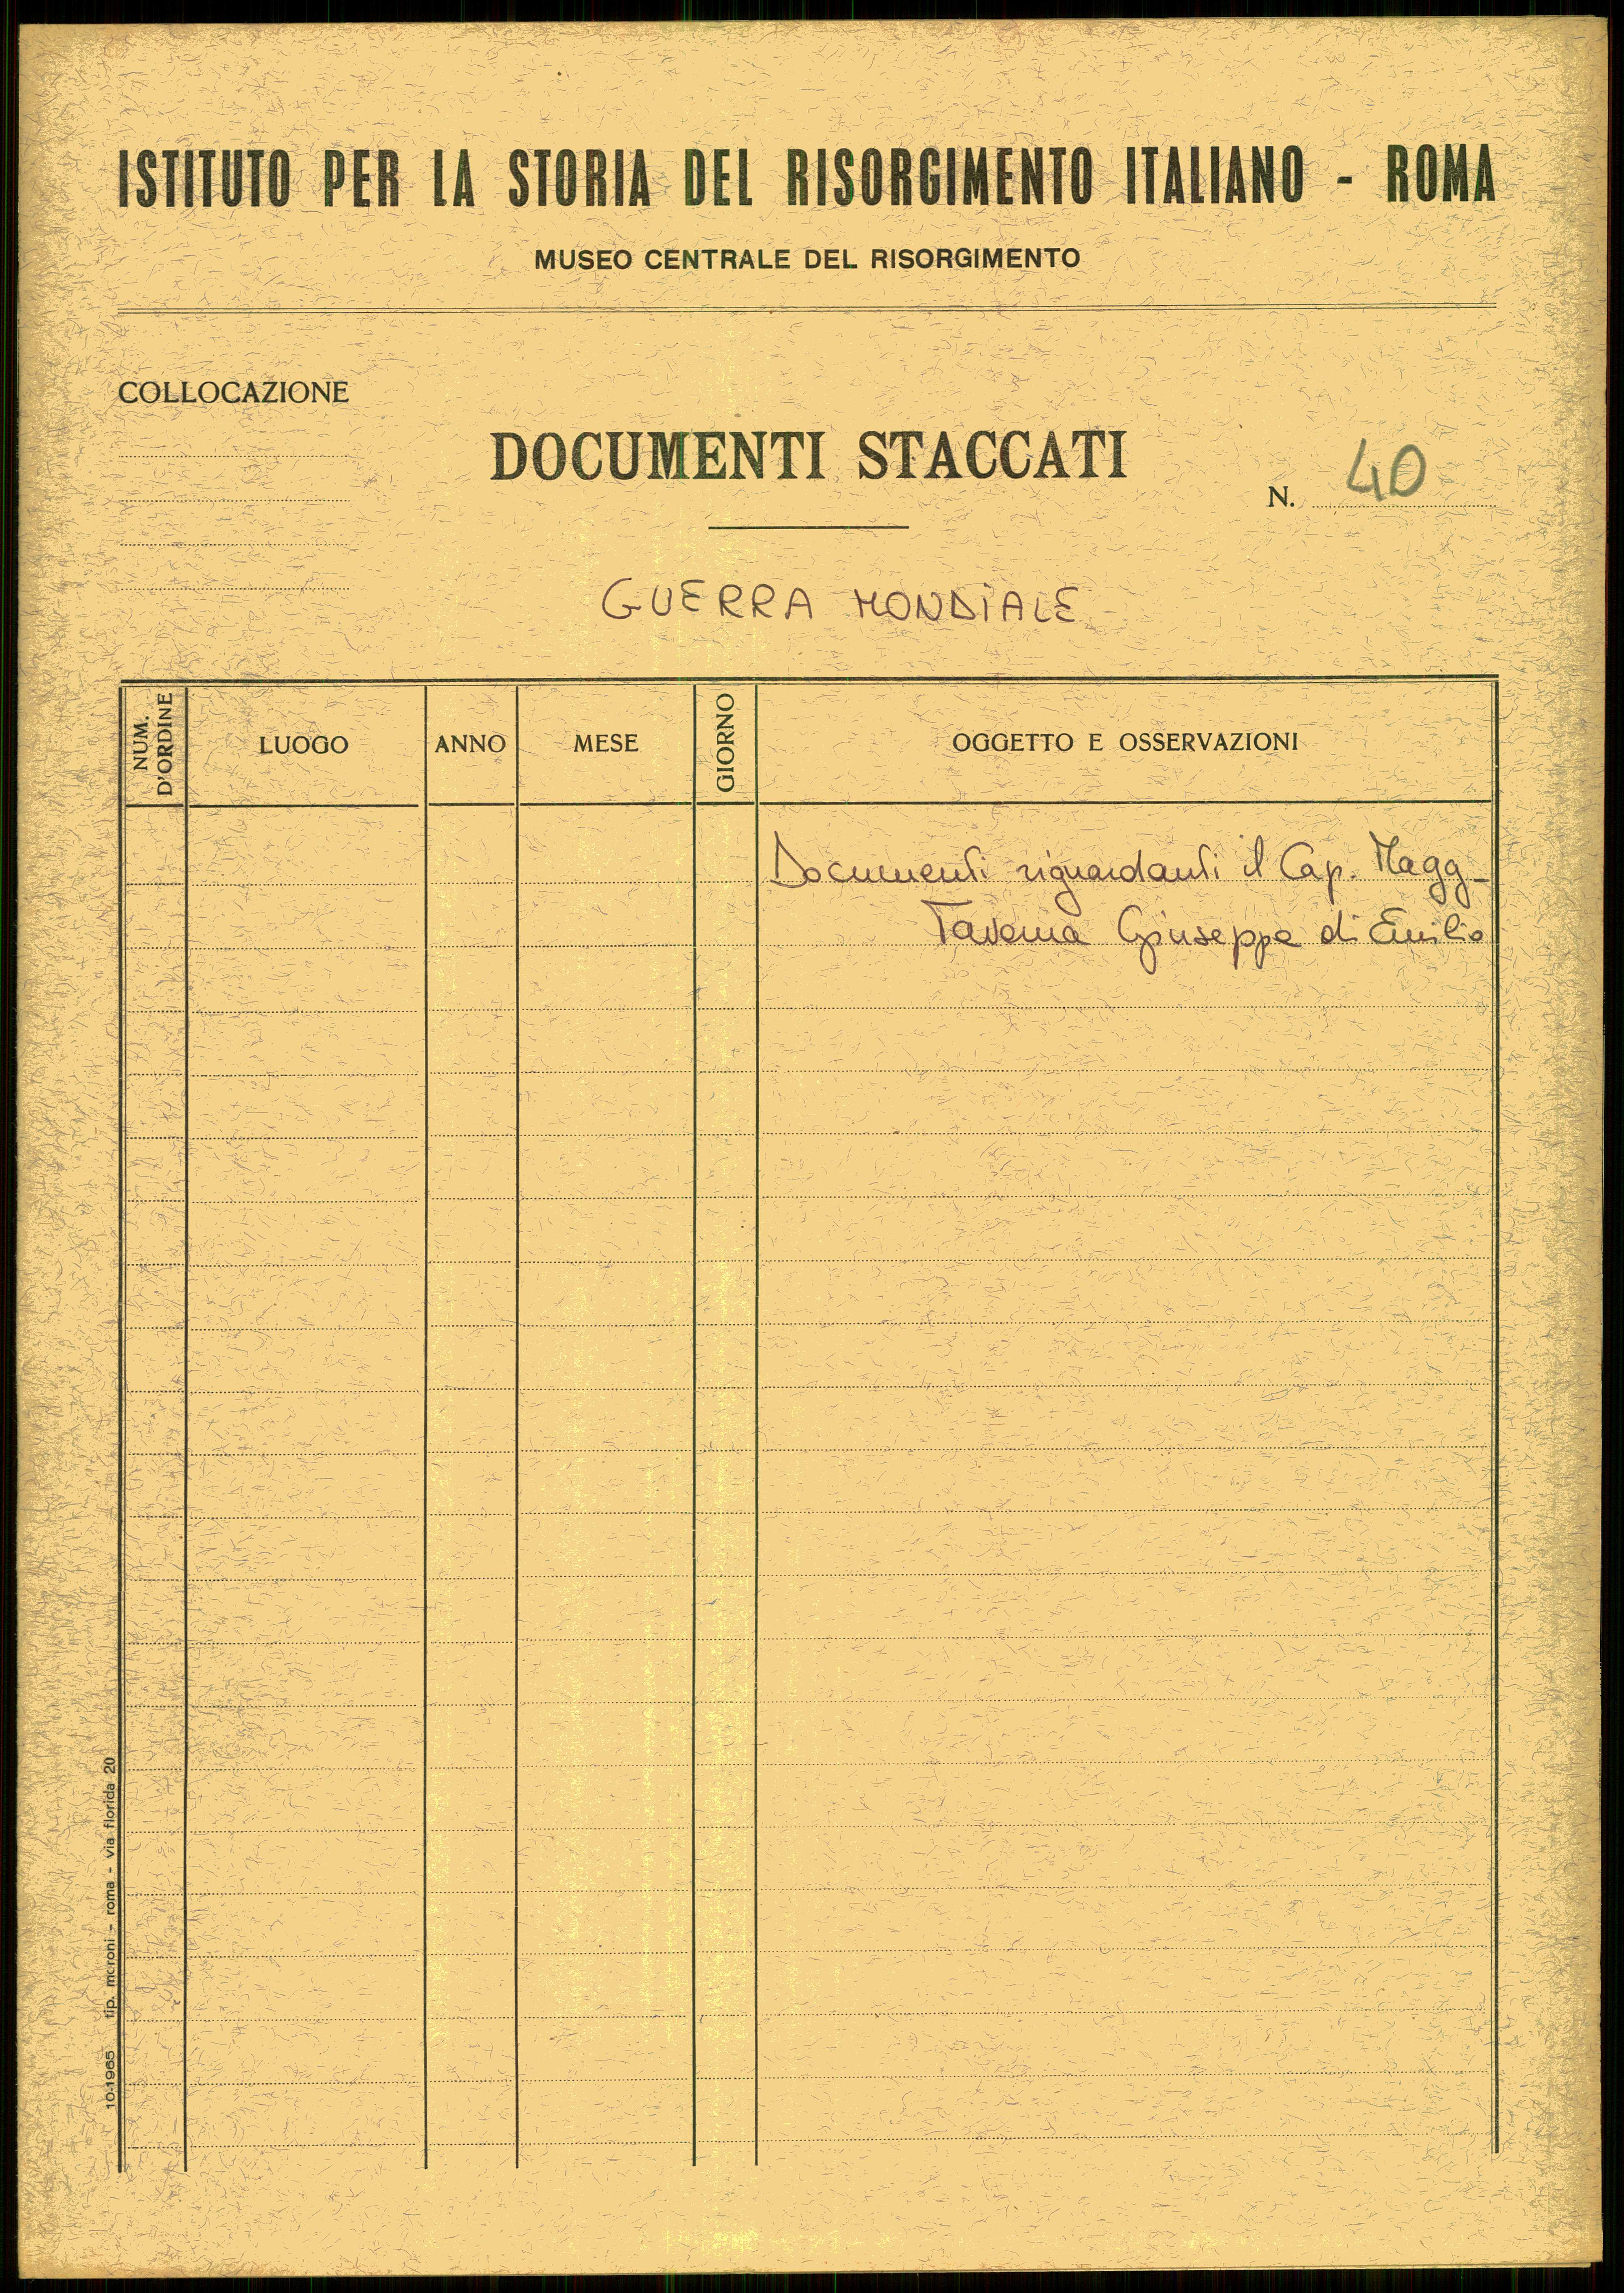 ISTITUTO PER LA STORIA DEL RISORGIMENTO ITALIANO - ROMA
MUSEO CENTRALE DEL RISORGIMENTO
COLLOCAZIONE
DOCUMENTI STACCATI
N. 40
GUERRA MONDIALE
NUM. D'ORDINE LUOGO ANNO MESE GIORNO OGGETTO E OSSERVAZIONI
Documenti riguardanti il Cap. Magg.
Taverna Giuseppe di Emilio
10-1965 tip. moroni - roma - via florida 20